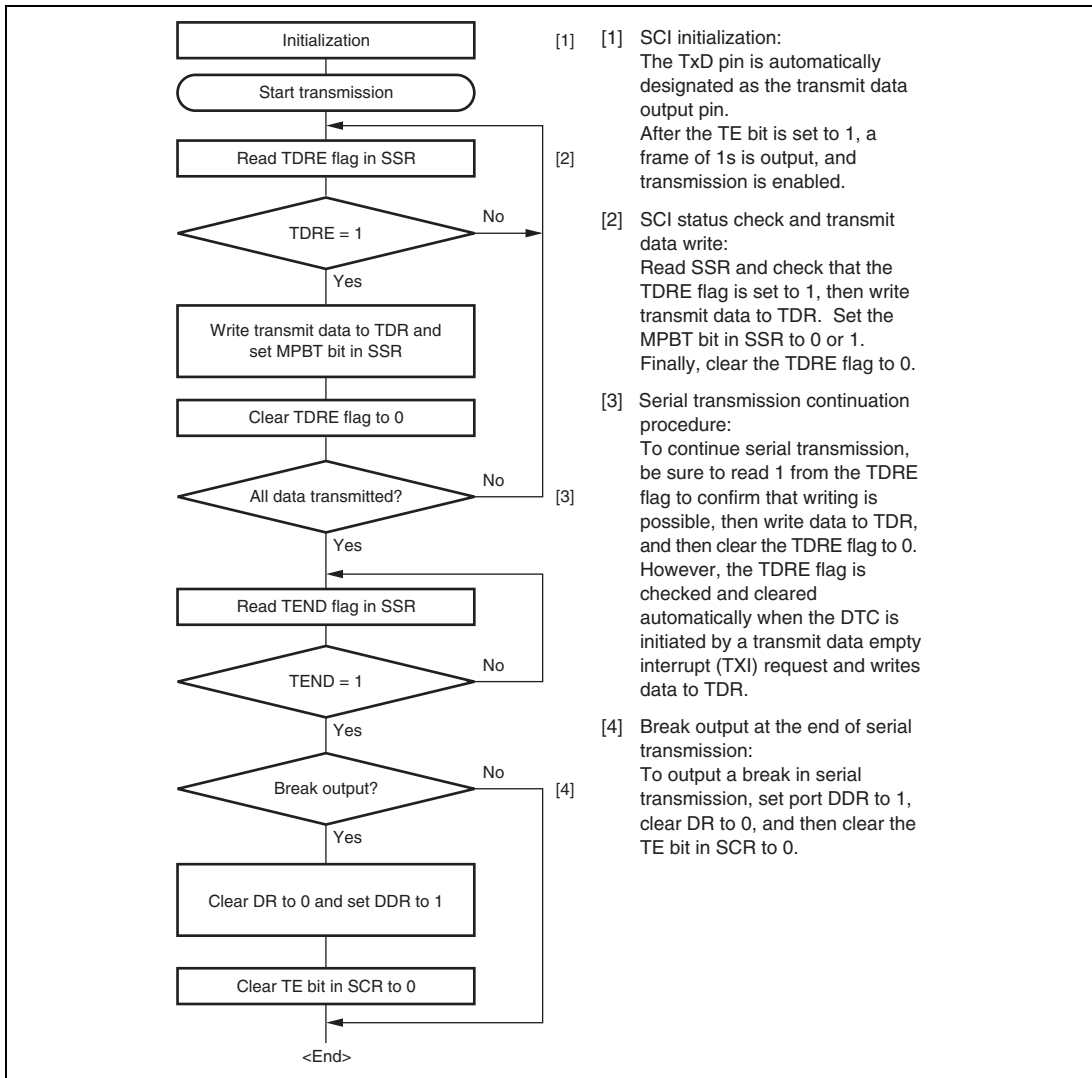 Initialization
[1]
Start transmission
Read TDRE flag in SSR
[2]
TDRE = 1
No
Yes
Write transmit data to TDR and
set MPBT bit in SSR
Clear TDRE flag to 0
All data transmitted?
No
[3]
Yes
Read TEND flag in SSR
TEND = 1
No
Yes
Break output?
No
[4]
Yes
Clear DR to 0 and set DDR to 1
Clear TE bit in SCR to 0
<End>
[1] SCI initialization:
The TxD pin is automatically
designated as the transmit data
output pin.
After the TE bit is set to 1, a
frame of 1s is output, and
transmission is enabled.
[2] SCI status check and transmit
data write:
Read SSR and check that the
TDRE flag is set to 1, then write
transmit data to TDR. Set the
MPBT bit in SSR to 0 or 1.
Finally, clear the TDRE flag to 0.
[3] Serial transmission continuation
procedure:
To continue serial transmission,
be sure to read 1 from the TDRE
flag to confirm that writing is
possible, then write data to TDR,
and then clear the TDRE flag to 0.
However, the TDRE flag is
checked and cleared
automatically when the DTC is
initiated by a transmit data empty
interrupt (TXI) request and writes
data to TDR.
[4] Break output at the end of serial
transmission:
To output a break in serial
transmission, set port DDR to 1,
clear DR to 0, and then clear the
TE bit in SCR to 0.